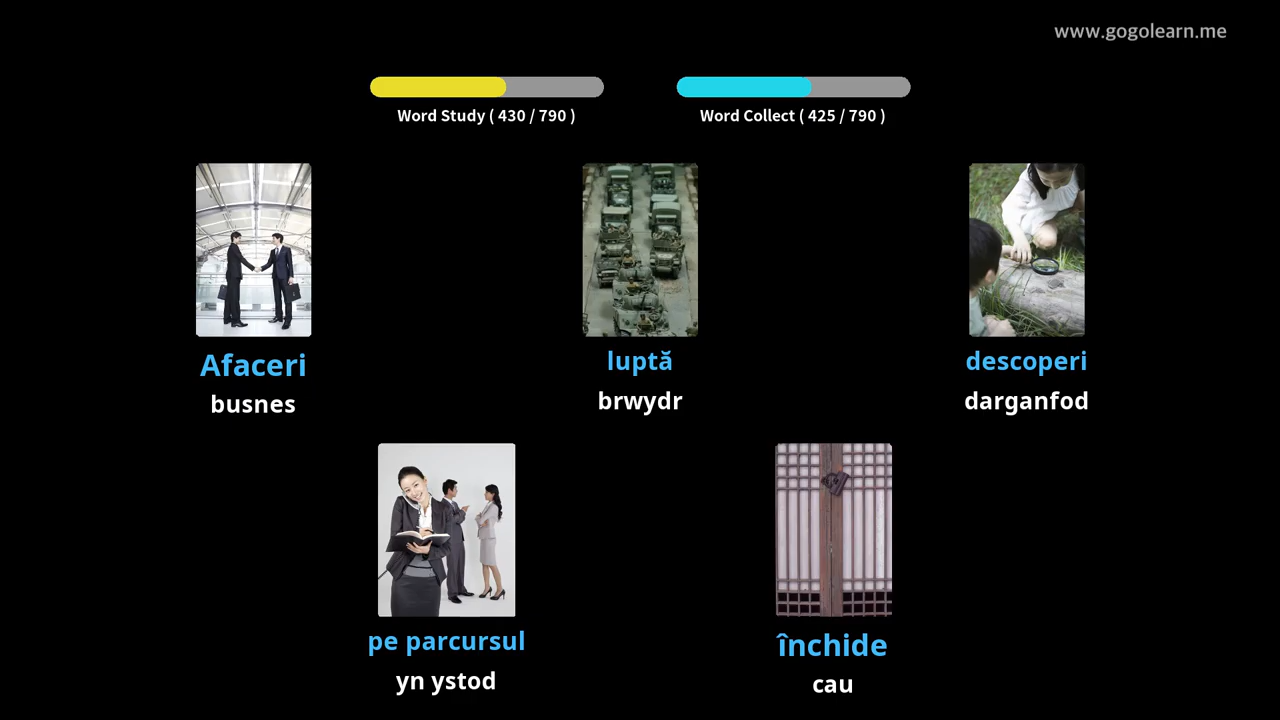 www.gogolearn.me
Word Study ( 430 / 790 )
Word Collect ( 425 / 790 )
Afaceri
busnes
luptă
brwydr
descoperi
darganfod
pe parcursul
yn ystod
închide
cau